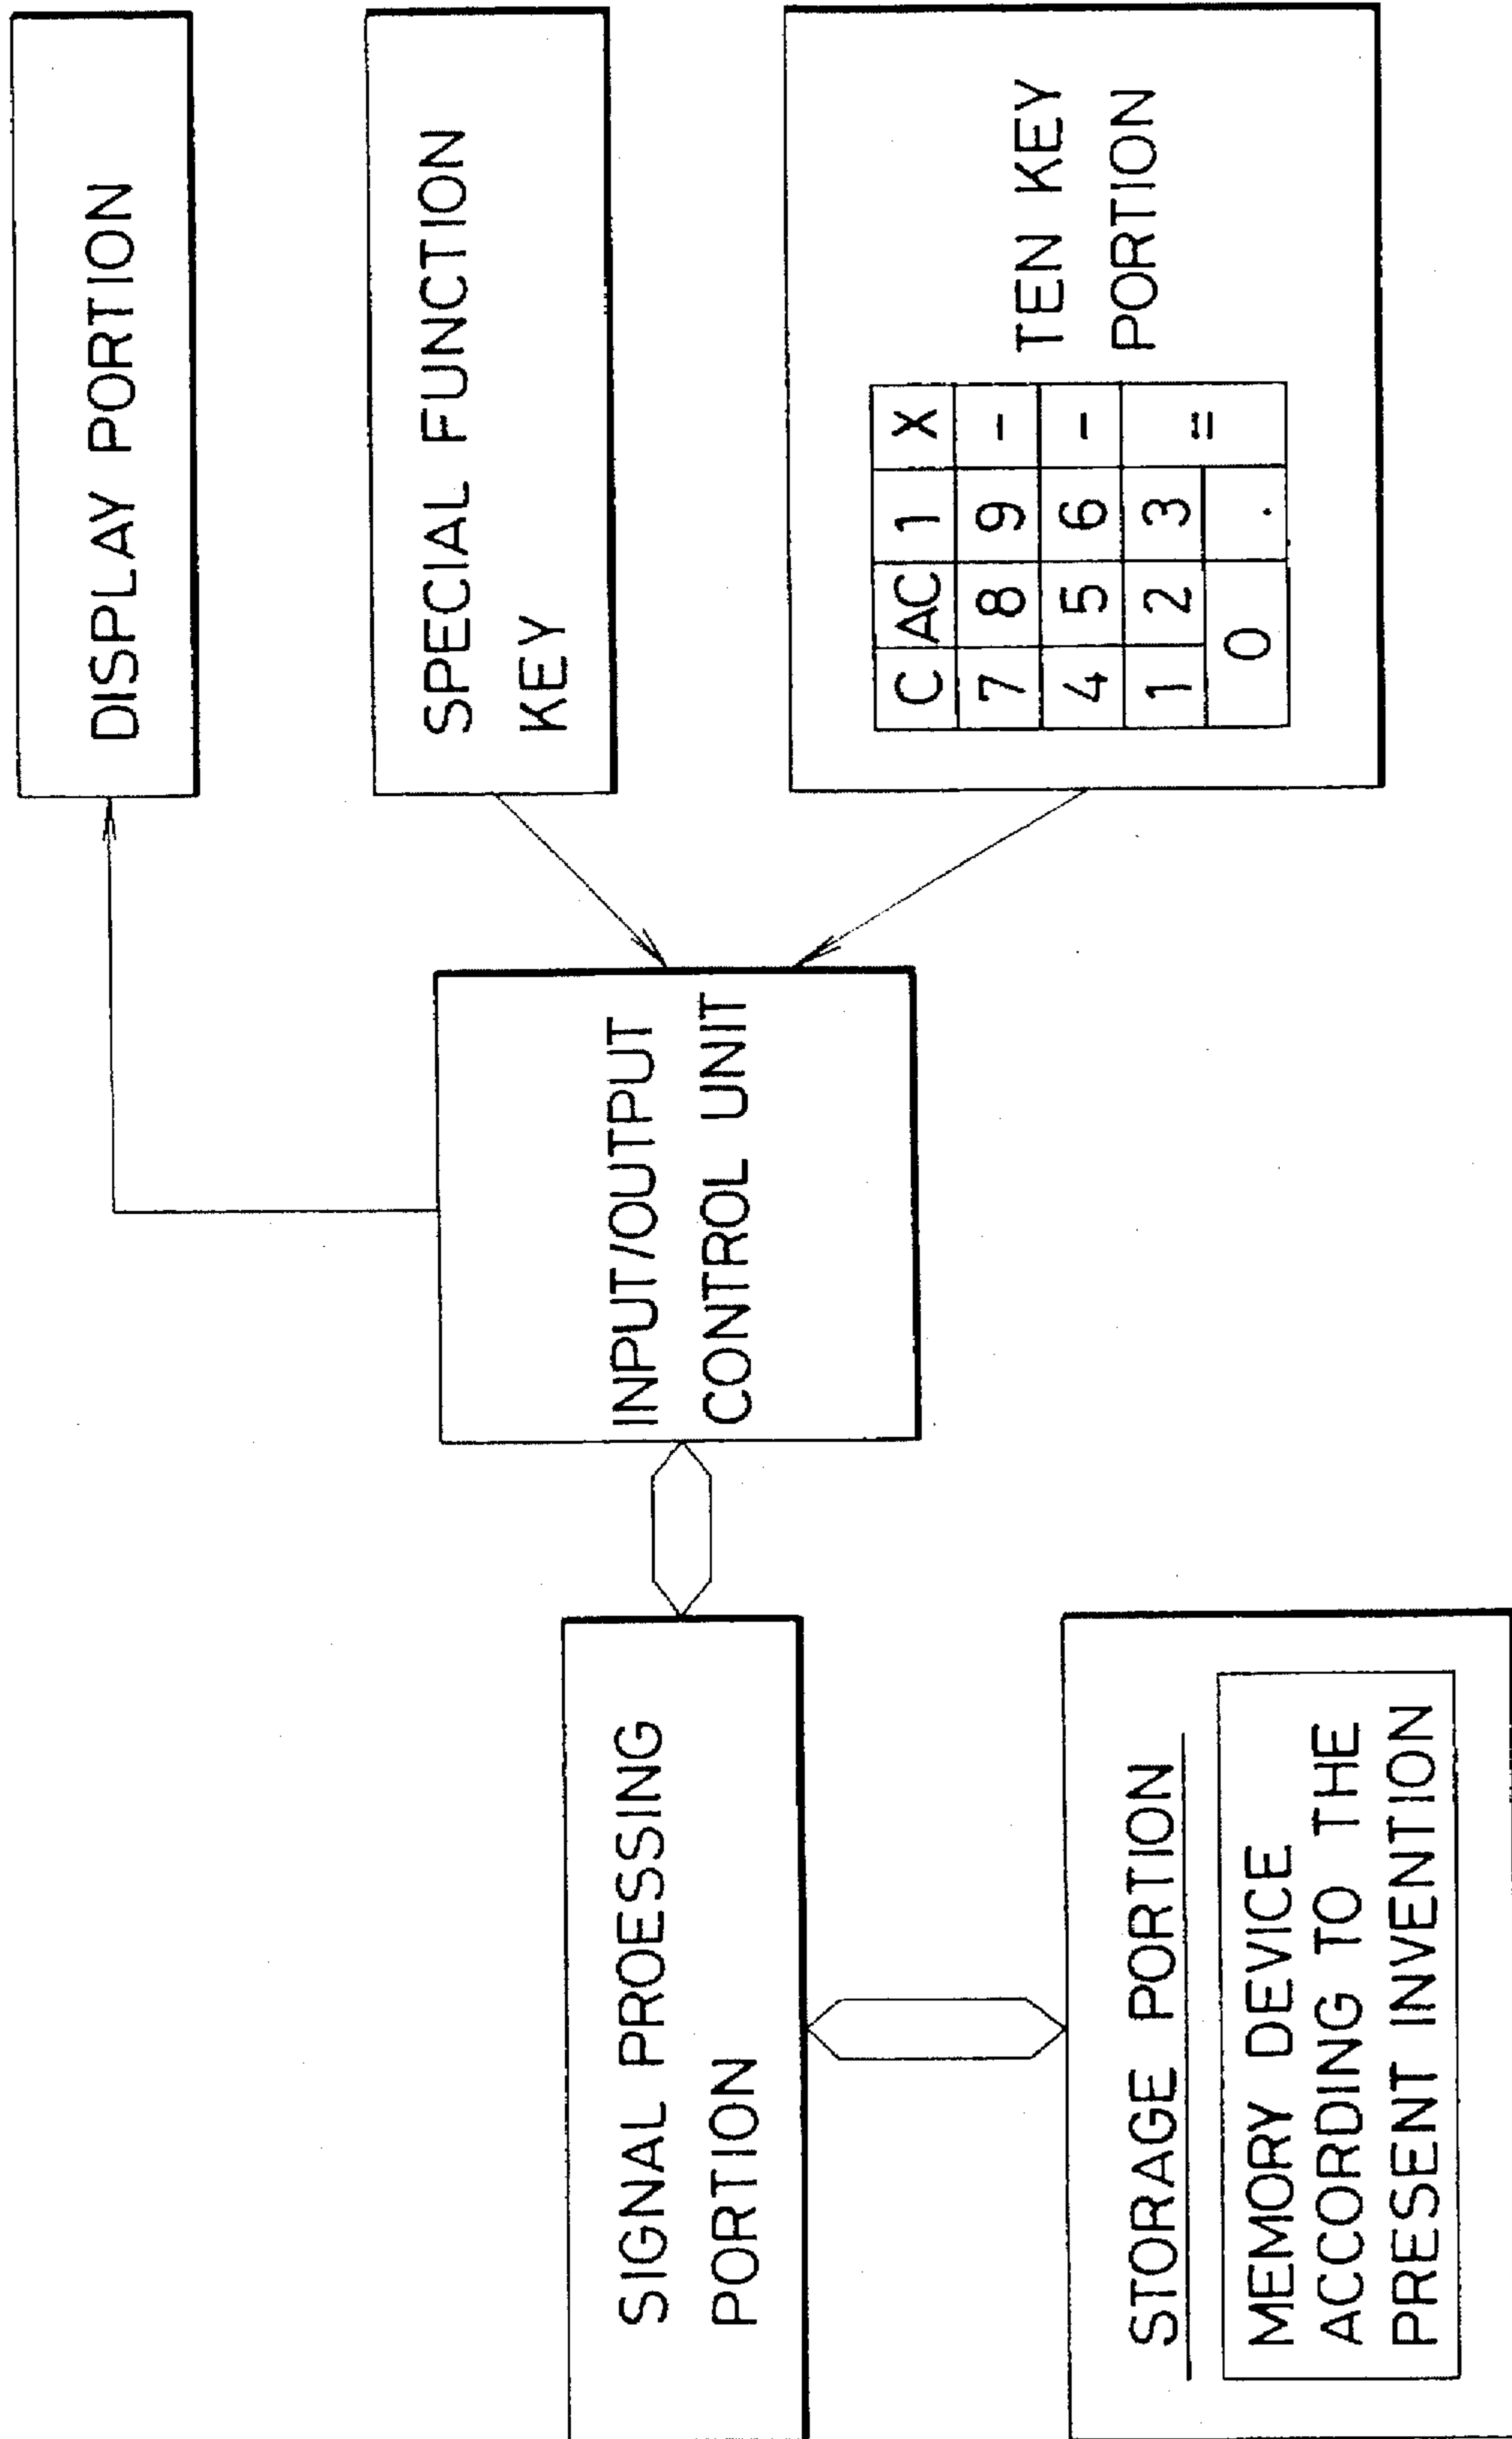 DISPLAY PORTION
SPECIAL FUNCTION
KEY
INPUT/OUTPUT
CONTROL UNIT
SIGNAL PROESSING
PORTION
C AC 1 X
7 8 9 -
4 5 6 -
1 2 3 =
0 .
TEN KEY
PORTION
STORAGE PORTION
MEMORY DEVICE
ACCORDING TO THE
PRESENT INVENTION